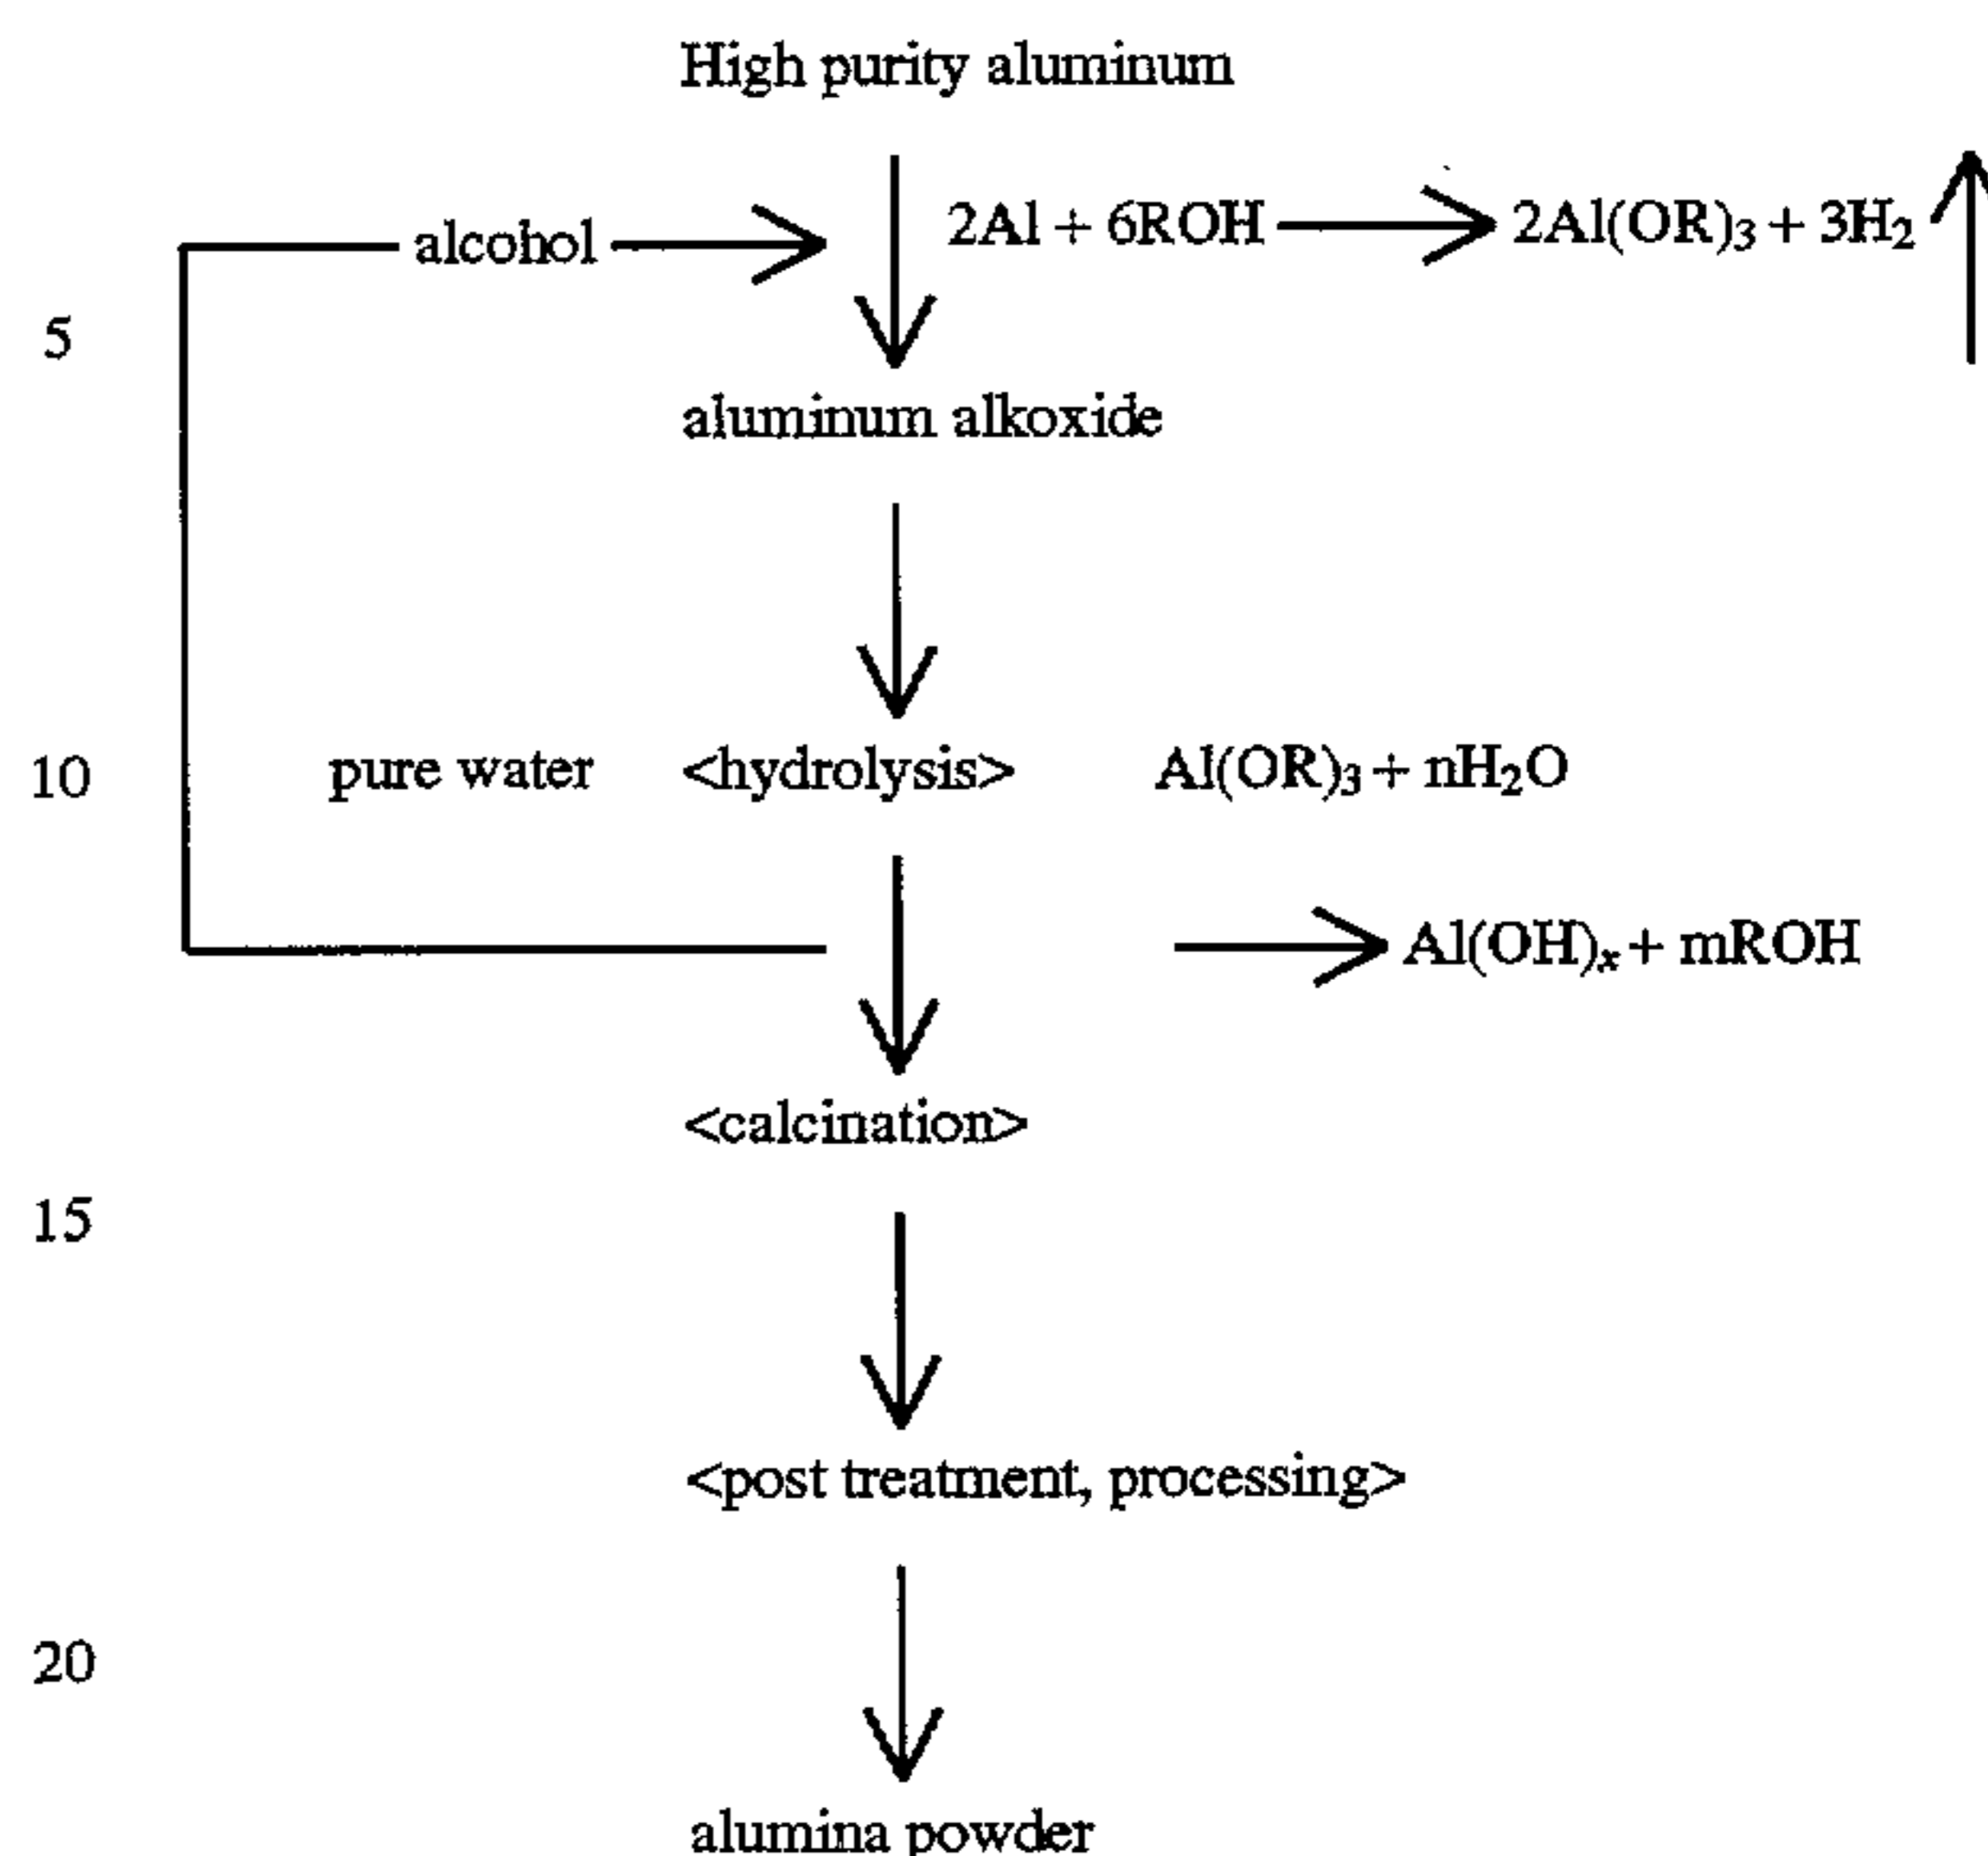 High purity aluminum
alcohol 2Al + 6ROH → 2Al(OR)₃ + 3H₂ ↑
5
aluminum alkoxide
10 pure water <hydrolysis> Al(OR)₃ + nH₂O
→ Al(OH)ₓ + mROH
<calcination>
15
<post treatment, processing>
20
alumina powder